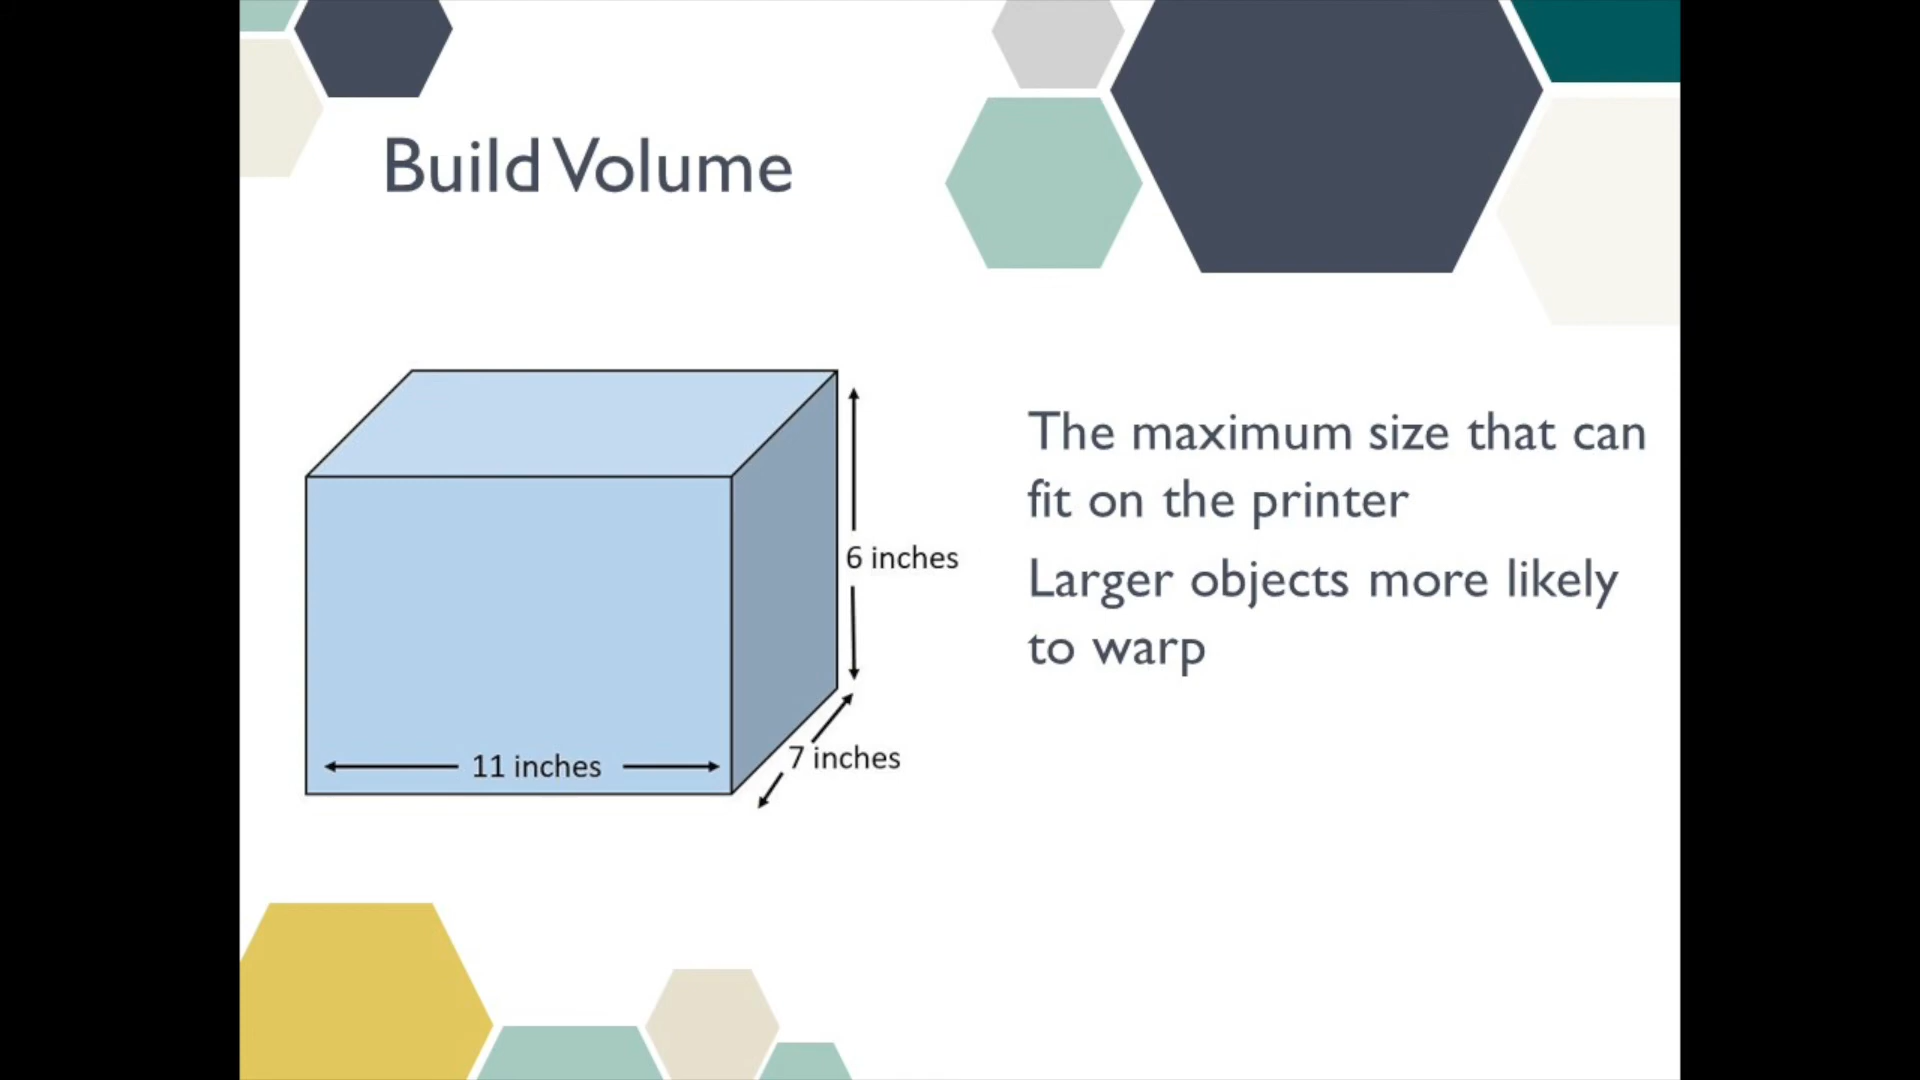 Build Volume
6 inches
7 inches
11 inches
The maximum size that can
fit on the printer
Larger objects more likely
to warp